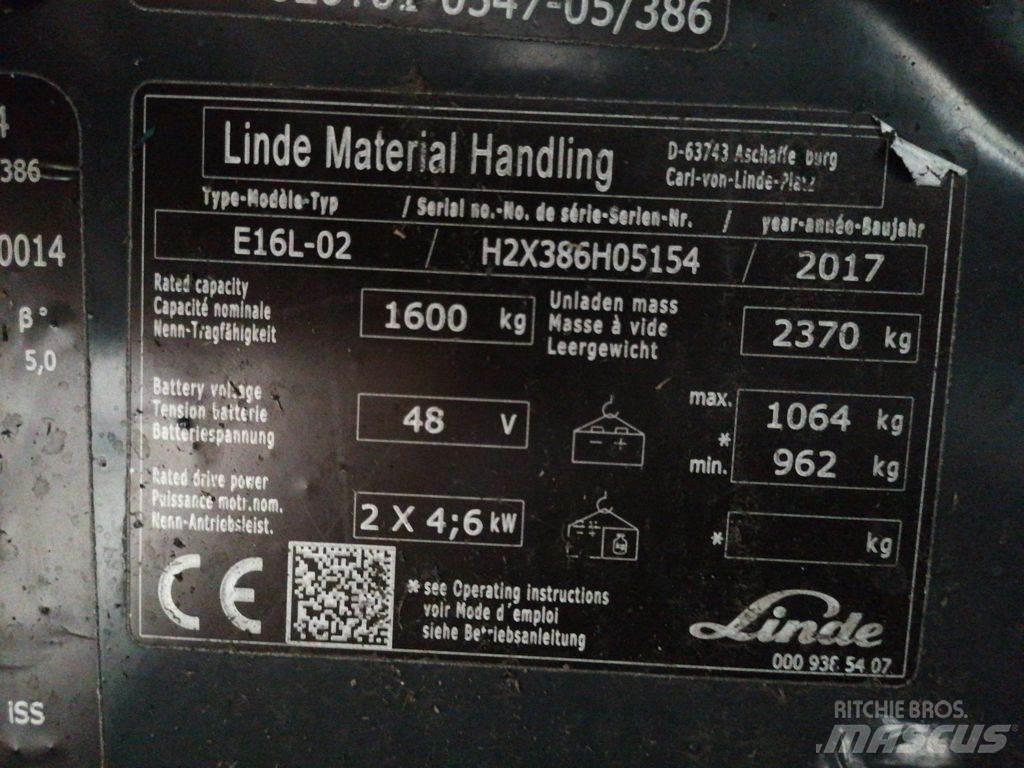 0547-05/386
4
386
0014
β°
5,0
ISS
Linde Material Handling
D-63743 Aschaffe burg
Carl-von-Linde-Platz
Type-Modèle-Typ / Serial no.-No. de série-Serien-Nr. / year-année-Baujahr
E16L-02 / H2X386H05154 / 2017
Rated capacity
Capacité nominale
Nenn-Tragfähigkeit
1600 kg
Unladen mass
Masse à vide
Leergewicht
2370 kg
Battery voltage
Tension batterie
Batteriespannung
48 V
- +
max. 1064 kg
*
min. 962 kg
Rated drive power
Puissance motr.nom.
Nenn-Antriebsleist.
2 X 4;6 kW
kg
* kg
CE
* see Operating instructions
voir Mode d'emploi
siehe Betriebsanleitung
Linde
000 938 54 07
RITCHIE BROS.
MASCUS